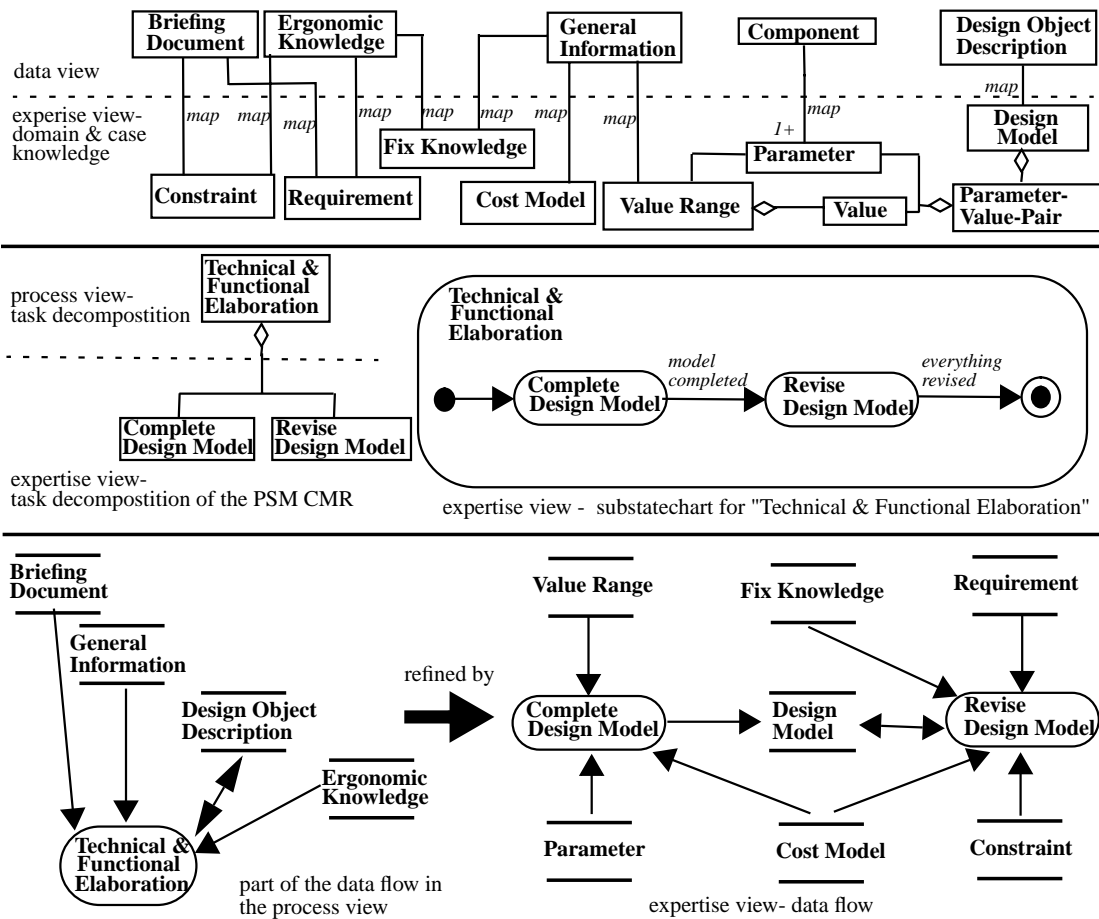 Briefing
Document
Ergonomic
Knowledge
General
Information
Component
Design Object
Description
data view
map
map
map
map
map
map
map
map
map
map
experise view-
domain & case
knowledge
Fix Knowledge
1+
Parameter
Design
Model
Constraint
Requirement
Cost Model
Value Range
Value
Parameter-
Value-Pair
process view-
task decompostition
Technical &
Functional
Elaboration
Complete
Design Model
Revise
Design Model
expertise view-
task decompostition of the PSM CMR
Technical &
Functional
Elaboration
Complete
Design Model
model
completed
Revise
Design Model
everything
revised
expertise view - substatechart for "Technical & Functional Elaboration"
Briefing
Document
General
Information
Design Object
Description
Ergonomic
Knowledge
Technical &
Functional
Elaboration
part of the data flow in
the process view
refined by
Value Range
Fix Knowledge
Requirement
Complete
Design Model
Design
Model
Revise
Design Model
Parameter
Cost Model
Constraint
expertise view- data flow